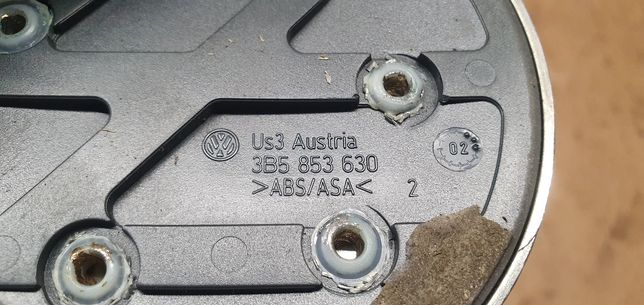 Us3 Austria
3B5 853 630
>ABS/ASA< 2
02